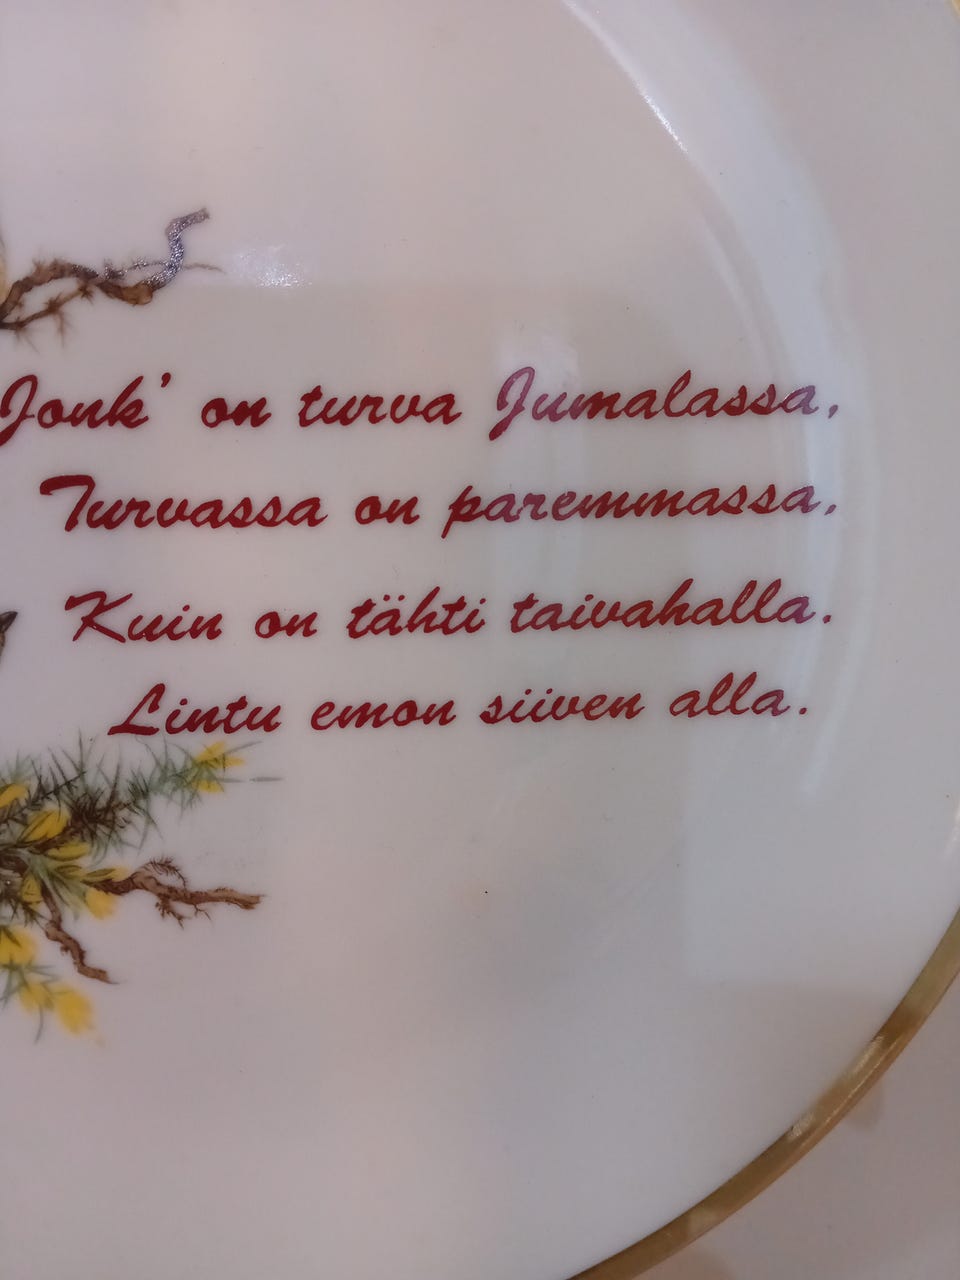 Jonk' on turva Jumalassa,
Turvassa on paremmassa,
Kuin on tähti taivahalla.
Lintu emon siiven alla.